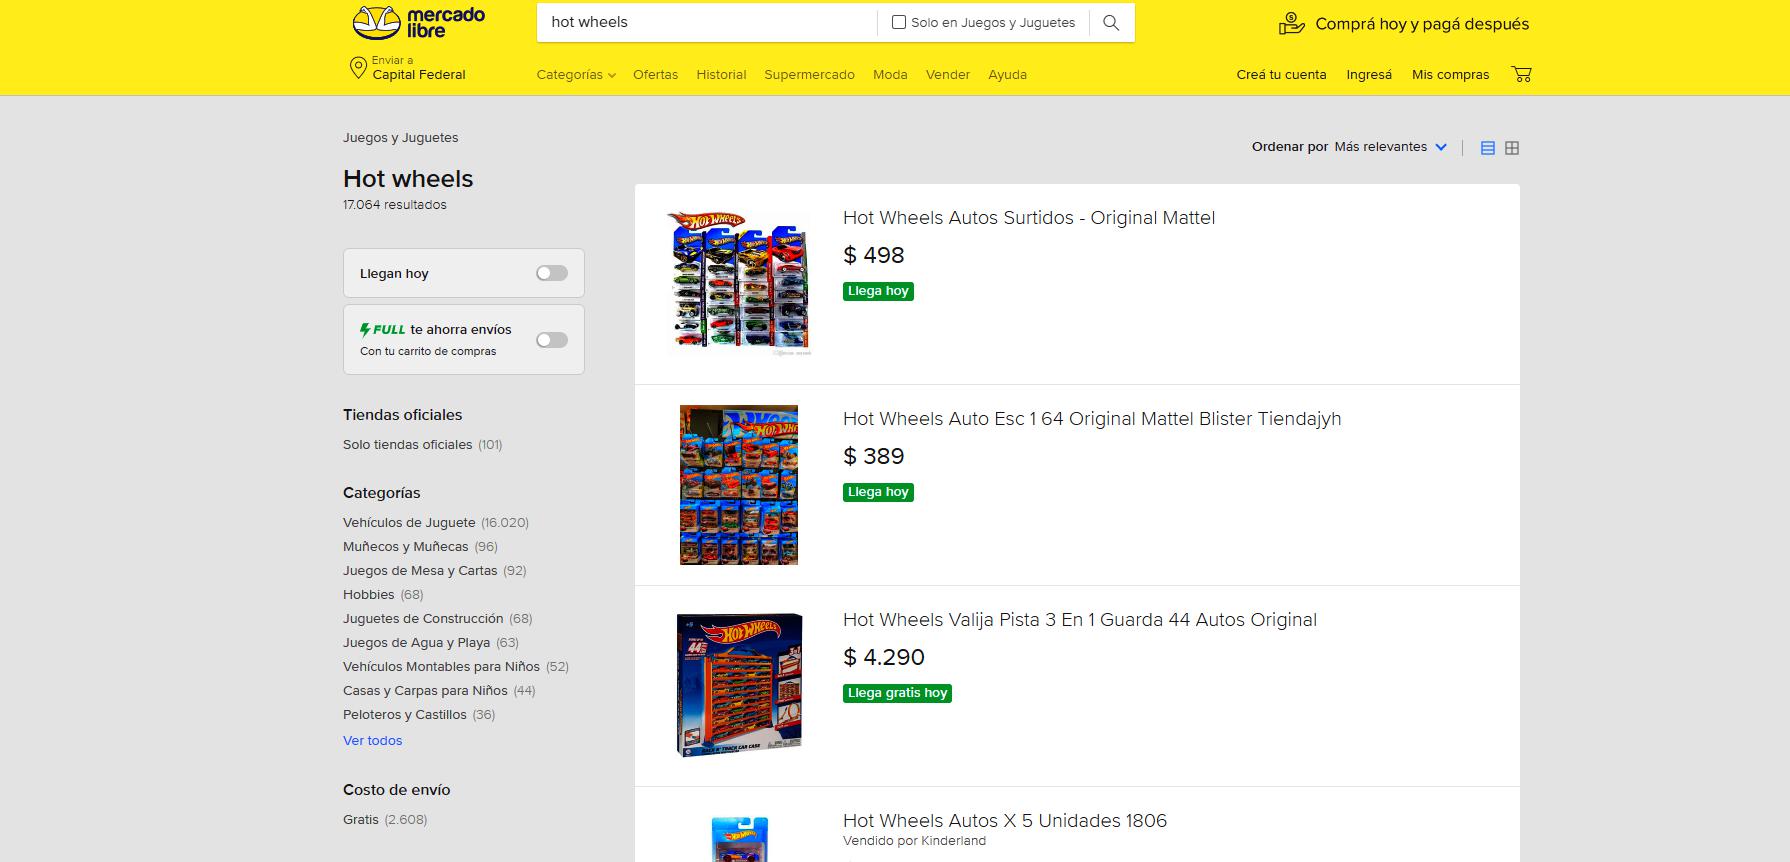 mercado
libre
hot wheels
Solo en Juegos y Juguetes
Comprá hoy y pagá después
Enviar a
Capital Federal
Categorías
Ofertas
Historial
Supermercado
Moda
Vender
Ayuda
Creá tu cuenta
Ingresá
Mis compras
Juegos y Juguetes
Ordenar por Más relevantes
Hot wheels
17.064 resultados
Llegan hoy
FULL te ahorra envíos
Con tu carrito de compras
Tiendas oficiales
Solo tiendas oficiales (101)
Categorías
Vehículos de Juguete (16.020)
Muñecos y Muñecas (96)
Juegos de Mesa y Cartas (92)
Hobbies (68)
Juguetes de Construcción (68)
Juegos de Agua y Playa (63)
Vehículos Montables para Niños (52)
Casas y Carpas para Niños (44)
Peloteros y Castillos (36)
Ver todos
Costo de envío
Gratis (2.608)
Hot Wheels
Hot Wheels Autos Surtidos - Original Mattel
$ 498
Llega hoy
Hot Wheels Auto Esc 1 64 Original Mattel Blister Tiendajyh
$ 389
Llega hoy
Hot Wheels
44
Hot Wheels Valija Pista 3 En 1 Guarda 44 Autos Original
$ 4.290
Llega gratis hoy
Hot Wheels
Hot Wheels Autos X 5 Unidades 1806
Vendido por Kinderland